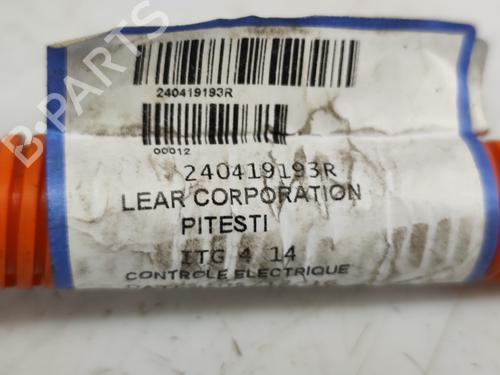 240419193R
00012
240419193R
LEAR CORPORATION
PITESTI
ITG 4 14
CONTROLE ELECTRIQUE
B-PARTS